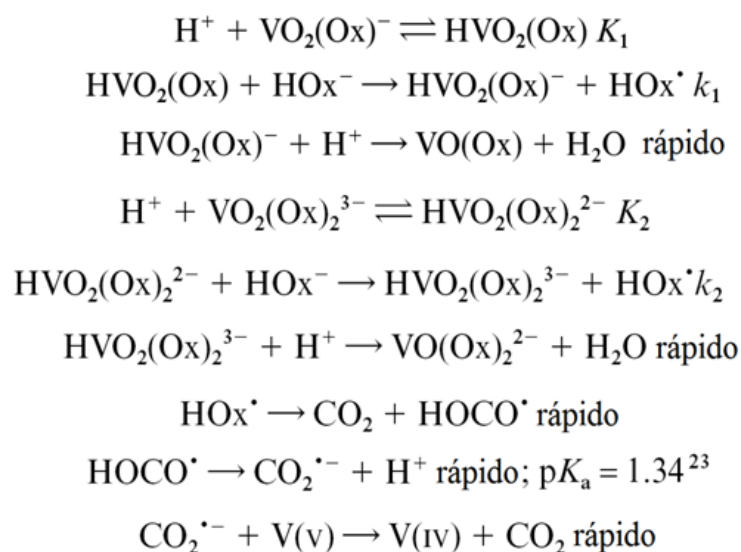 H⁺ + VO₂(Ox)⁻ ⇌ HVO₂(Ox) K₁
HVO₂(Ox) + HOx⁻ → HVO₂(Ox)⁻ + HOx• k₁
HVO₂(Ox)⁻ + H⁺ → VO(Ox) + H₂O rápido
H⁺ + VO₂(Ox)₂³⁻ ⇌ HVO₂(Ox)₂²⁻ K₂
HVO₂(Ox)₂²⁻ + HOx⁻ → HVO₂(Ox)₂³⁻ + HOx• k₂
HVO₂(Ox)₂³⁻ + H⁺ → VO(Ox)₂²⁻ + H₂O rápido
HOx• → CO₂ + HOCO• rápido
HOCO• → CO₂•⁻ + H⁺ rápido; pKₐ = 1.34²³
CO₂•⁻ + V(V) → V(IV) + CO₂ rápido